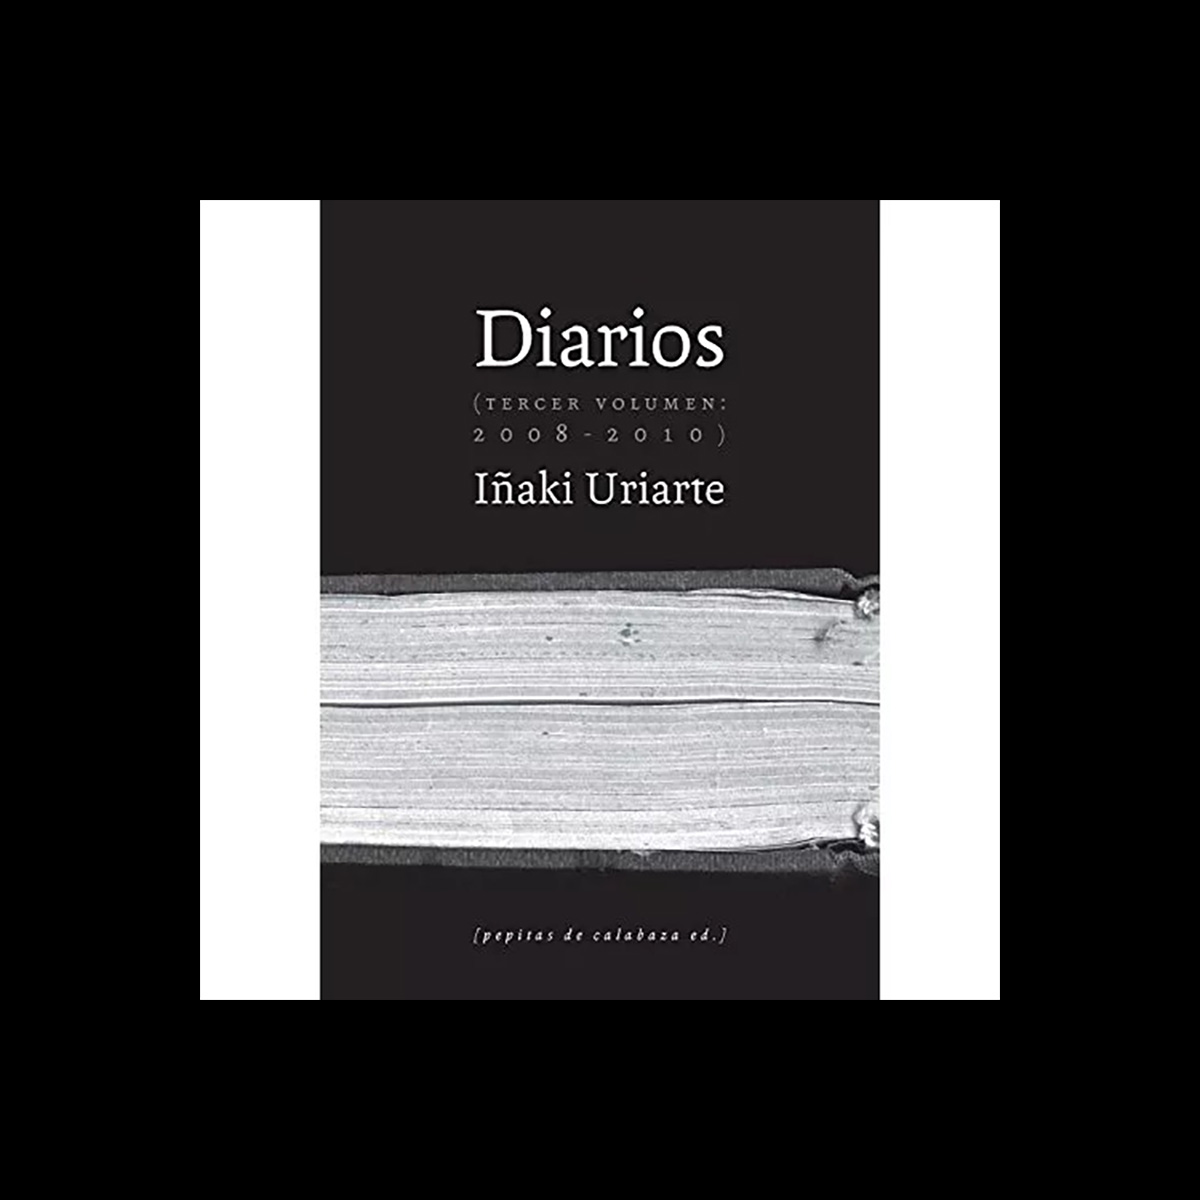 Diarios
(TERCER VOLUMEN:
2008-2010)
Iñaki Uriarte
[pepitas de calabaza ed.]